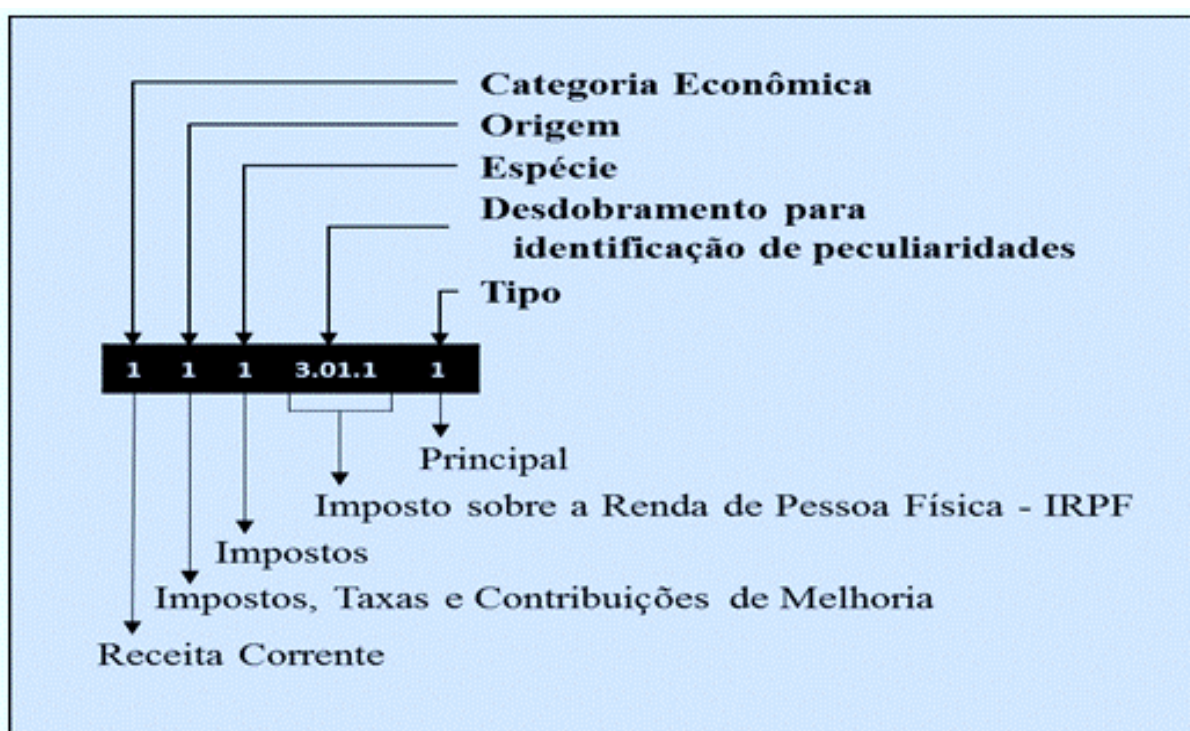 Categoria Econômica
Origem
Espécie
Desdobramento para
identificação de peculiaridades
Tipo
1 1 1 3.01.1 1
Principal
Imposto sobre a Renda de Pessoa Física - IRPF
Impostos
Impostos, Taxas e Contribuições de Melhoria
Receita Corrente